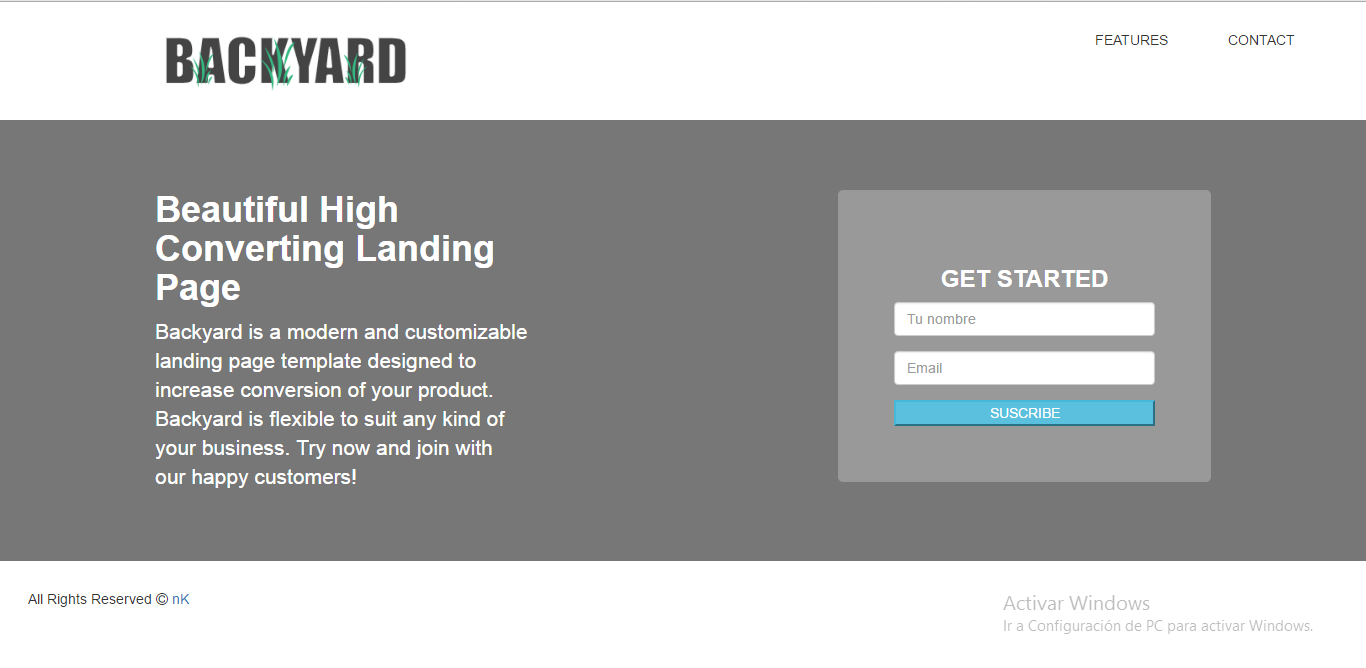 BACKYARD
FEATURES
CONTACT
Beautiful High
Converting Landing
Page
Backyard is a modern and customizable
landing page template designed to
increase conversion of your product.
Backyard is flexible to suit any kind of
your business. Try now and join with
our happy customers!
GET STARTED
Tu nombre
Email
SUSCRIBE
All Rights Reserved © nK
Activar Windows
Ir a Configuración de PC para activar Windows.